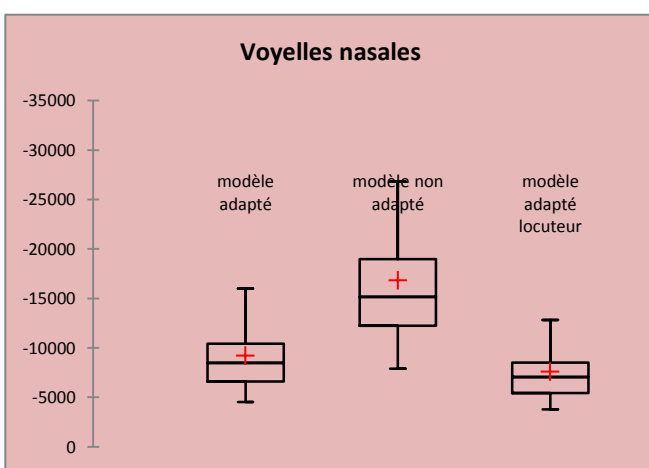 Voyelles nasales
-35000
-30000
-25000
-20000
-15000
-10000
-5000
0
modèle
adapté
modèle non
adapté
modèle
adapté
locuteur